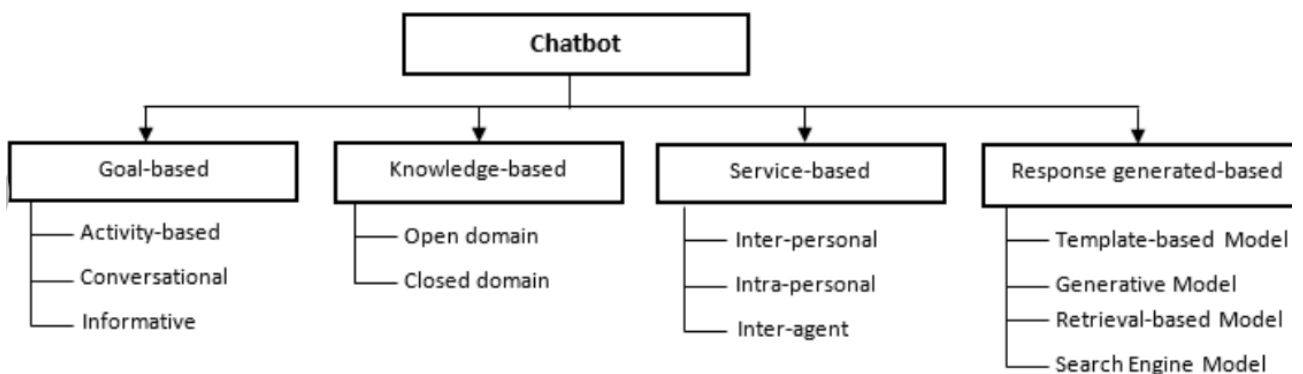 Chatbot
Goal-based
Activity-based
Conversational
Informative
Knowledge-based
Open domain
Closed domain
Service-based
Inter-personal
Intra-personal
Inter-agent
Response generated-based
Template-based Model
Generative Model
Retrieval-based Model
Search Engine Model